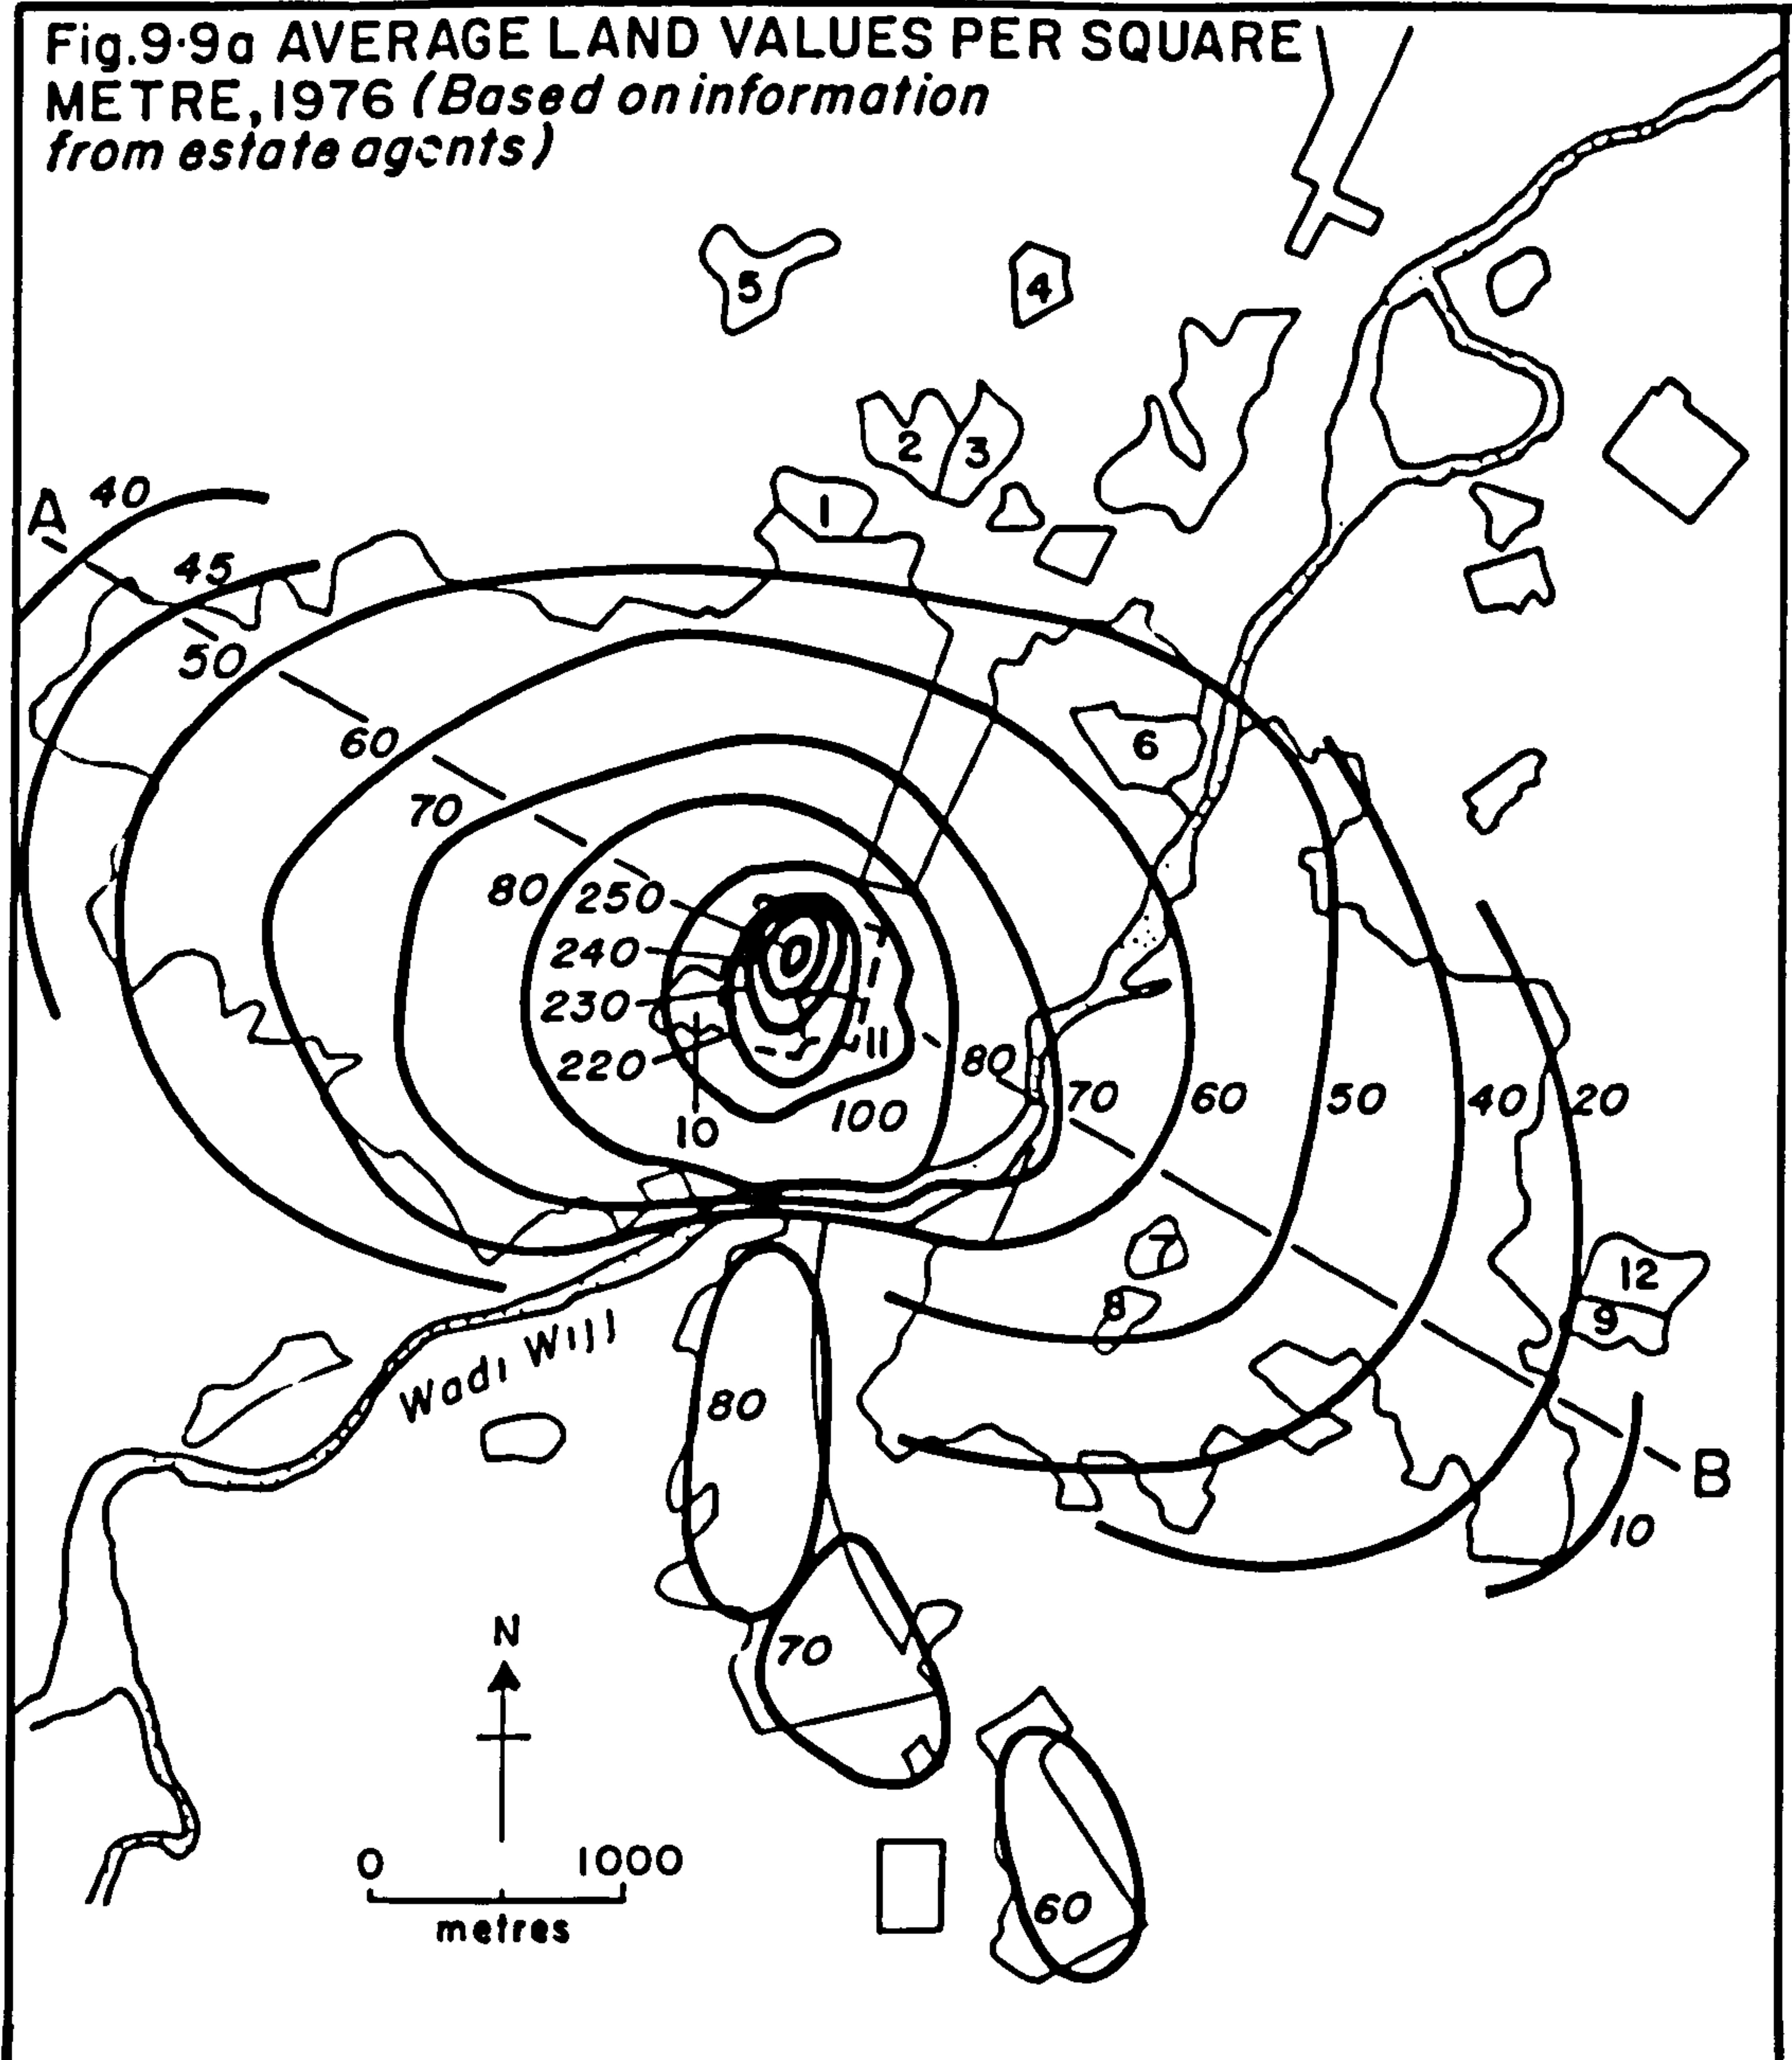 Fig.9·9a AVERAGE LAND VALUES PER SQUARE
METRE, 1976 (Based on information
from estate agents)
5
4
2 3
1
A 40
45
50
60
6
70
80 250
240
230
220
11
80
70 60 50 40 20
10
100
7
12
8
9
Wadi Wijj
80
B
10
N
70
0 1000
metres
60